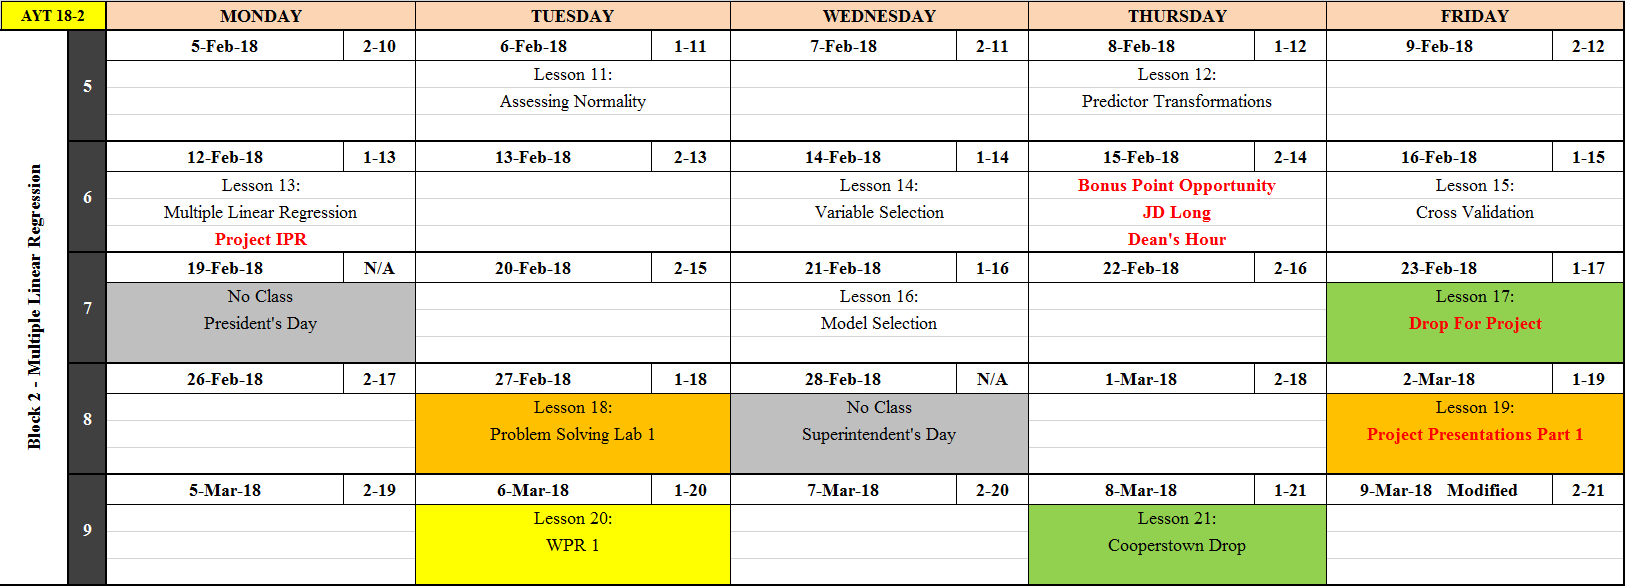 AYT 18-2 MONDAY TUESDAY WEDNESDAY THURSDAY FRIDAY
Block 2 - Multiple Linear Regression
5
5-Feb-18 2-10 6-Feb-18 1-11 7-Feb-18 2-11 8-Feb-18 1-12 9-Feb-18 2-12
Lesson 11: Lesson 12:
Assessing Normality Predictor Transformations
6
12-Feb-18 1-13 13-Feb-18 2-13 14-Feb-18 1-14 15-Feb-18 2-14 16-Feb-18 1-15
Lesson 13: Lesson 14: Bonus Point Opportunity Lesson 15:
Multiple Linear Regression Variable Selection JD Long Cross Validation
Project IPR Dean's Hour
7
19-Feb-18 N/A 20-Feb-18 2-15 21-Feb-18 1-16 22-Feb-18 2-16 23-Feb-18 1-17
No Class Lesson 16: Lesson 17:
President's Day Model Selection Drop For Project
8
26-Feb-18 2-17 27-Feb-18 1-18 28-Feb-18 N/A 1-Mar-18 2-18 2-Mar-18 1-19
Lesson 18: No Class Lesson 19:
Problem Solving Lab 1 Superintendent's Day Project Presentations Part 1
9
5-Mar-18 2-19 6-Mar-18 1-20 7-Mar-18 2-20 8-Mar-18 1-21 9-Mar-18 Modified 2-21
Lesson 20: Lesson 21:
WPR 1 Cooperstown Drop